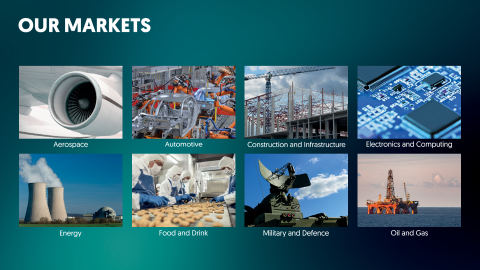 OUR MARKETS
Aerospace
Automotive
Construction and Infrastructure
Electronics and Computing
Energy
Food and Drink
Military and Defence
Oil and Gas